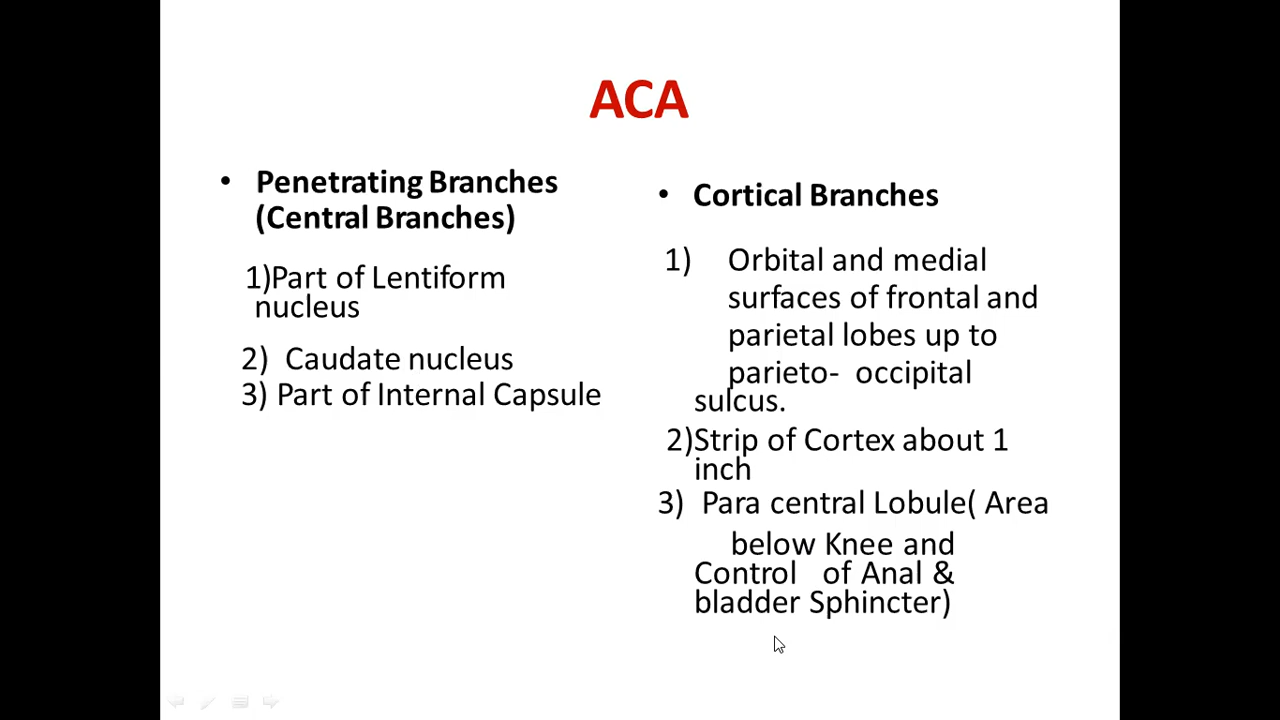 ACA
• Penetrating Branches
(Central Branches)
1)Part of Lentiform
nucleus
2) Caudate nucleus
3) Part of Internal Capsule
• Cortical Branches
1) Orbital and medial
surfaces of frontal and
parietal lobes up to
parieto- occipital
sulcus.
2)Strip of Cortex about 1
inch
3) Para central Lobule( Area
below Knee and
Control of Anal &
bladder Sphincter)